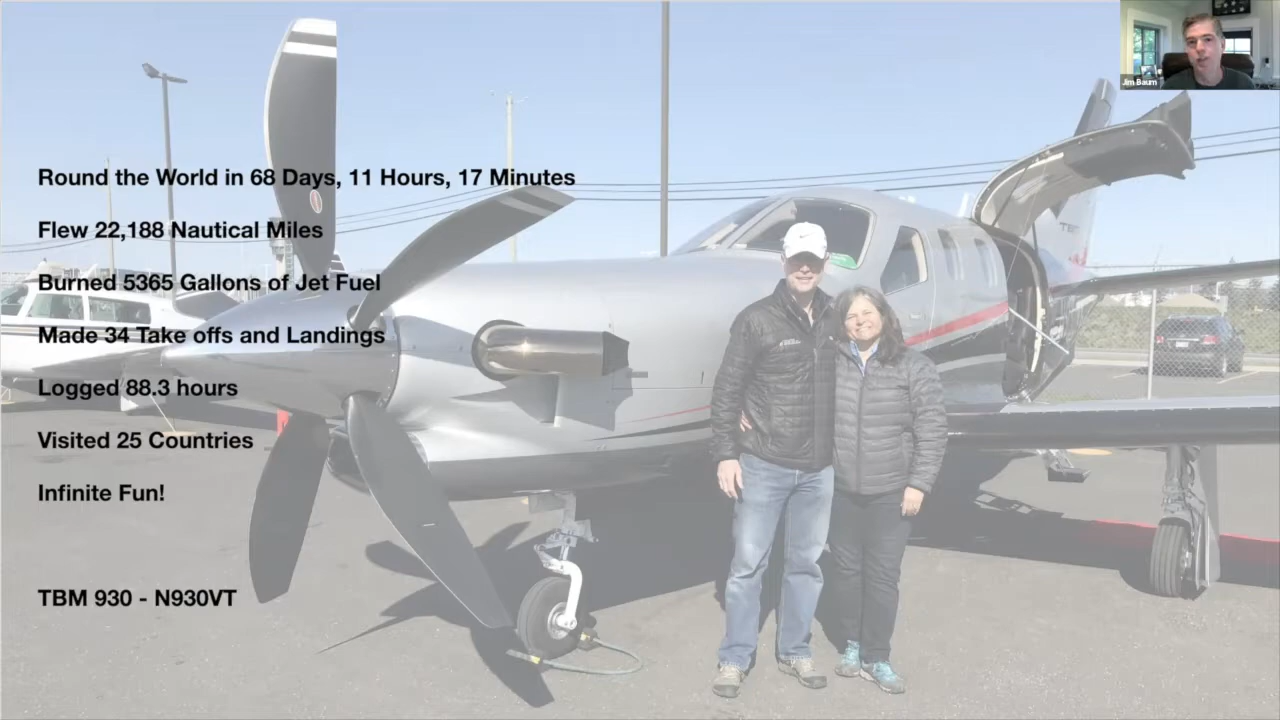 Jim Baum
Round the World in 68 Days, 11 Hours, 17 Minutes
Flew 22,188 Nautical Miles
Burned 5365 Gallons of Jet Fuel
Made 34 Take offs and Landings
Logged 88.3 hours
Visited 25 Countries
Infinite Fun!
TBM 930 - N930VT